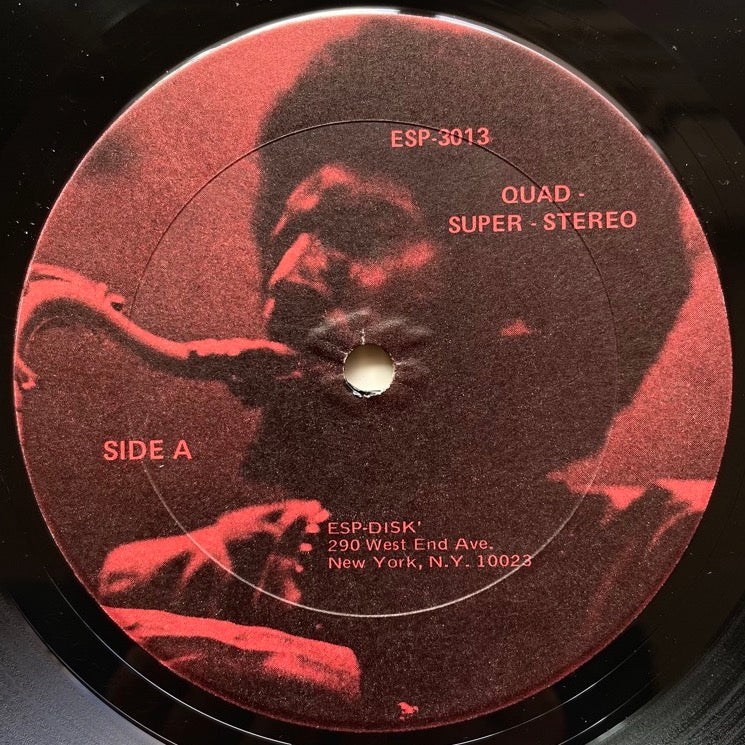 ESP-3013
QUAD -
SUPER - STEREO
SIDE A
ESP-DISK'
290 West End Ave.
New York, N.Y. 10023